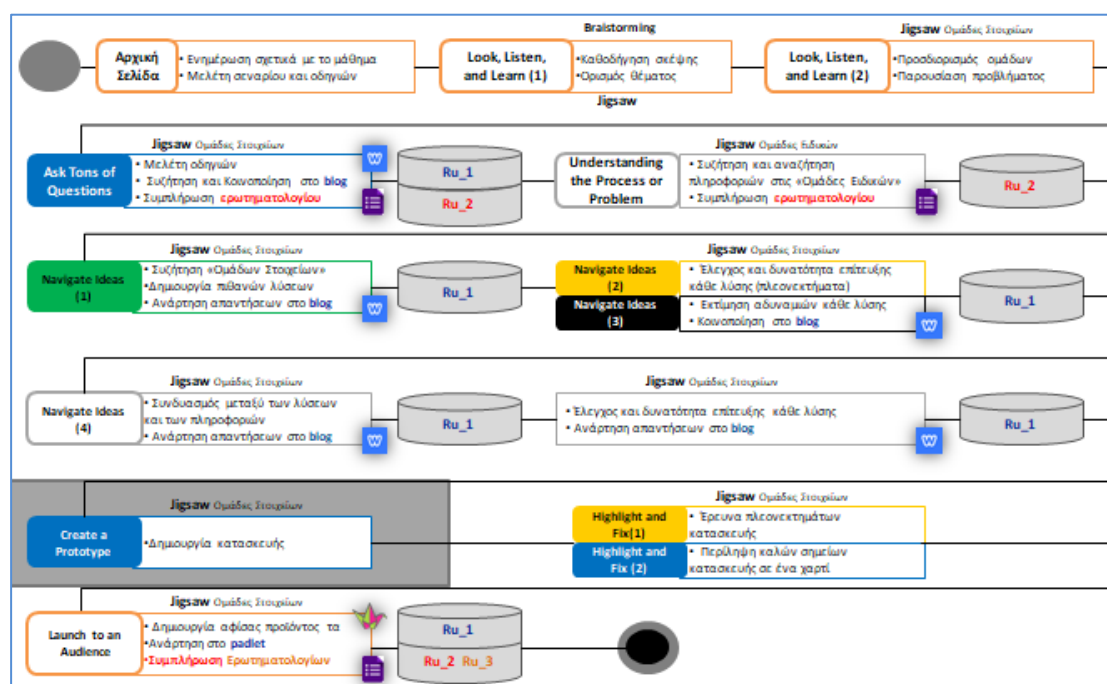 Braistorming
Jigsaw Ομάδες Στοιχείων
Αρχική
Σελίδα
• Ενημέρωση σχετικά με το μάθημα
• Μελέτη σεναρίου και οδηγιών
Look, Listen,
and Learn (1)
•Καθοδήγηση σκέψης
•Ορισμός θέματος
Look, Listen,
and Learn (2)
•Προσδιορισμός ομάδων
•Παρουσίαση προβλήματος
Jigsaw
Jigsaw Ομάδες Στοιχείων
Ask Tons of
Questions
• Μελέτη οδηγιών
• Συζήτηση και Κοινοποίηση στο blog
• Συμπλήρωση ερωτηματολογίου
Ru_1
Ru_2
Jigsaw Ομάδες Ειδικών
Understanding
the Process or
Problem
• Συζήτηση και αναζήτηση
πληροφοριών στις «Ομάδες Ειδικών»
• Συμπλήρωση ερωτηματολογίου
Ru_2
Jigsaw Ομάδες Στοιχείων
Navigate Ideas
(1)
• Συζήτηση «Ομάδων Στοιχείων»
•Δημιουργία πιθανών λύσεων
• Ανάρτηση απαντήσεων στο blog
Ru_1
Jigsaw Ομάδες Στοιχείων
Navigate Ideas
(2)
• Έλεγχος και δυνατότητα επίτευξης
κάθε λύσης (πλεονεκτήματα)
Navigate Ideas
(3)
• Εκτίμηση αδυναμιών κάθε λύσης
• Κοινοποίηση στο blog
Ru_1
Jigsaw Ομάδες Στοιχείων
Navigate Ideas
(4)
• Συνδυασμός μεταξύ των λύσεων
και των πληροφοριών
• Ανάρτηση απαντήσεων στο blog
Ru_1
Jigsaw Ομάδες Στοιχείων
• Έλεγχος και δυνατότητα επίτευξης κάθε λύσης
• Ανάρτηση απαντήσεων στο blog
Ru_1
Jigsaw Ομάδες Στοιχείων
Create a
Prototype
•Δημιουργία κατασκευής
Jigsaw Ομάδες Στοιχείων
Highlight and
Fix(1)
• Έρευνα πλεονεκτημάτων
κατασκευής
Highlight and
Fix (2)
• Περίληψη καλών σημείων
κατασκευής σε ένα χαρτί
Jigsaw Ομάδες Στοιχείων
Launch to an
Audience
• Δημιουργία αφίσας προϊόντος τα
•Ανάρτηση στο padlet
•Συμπλήρωση Ερωτηματολογίων
Ru_1
Ru_2 Ru_3